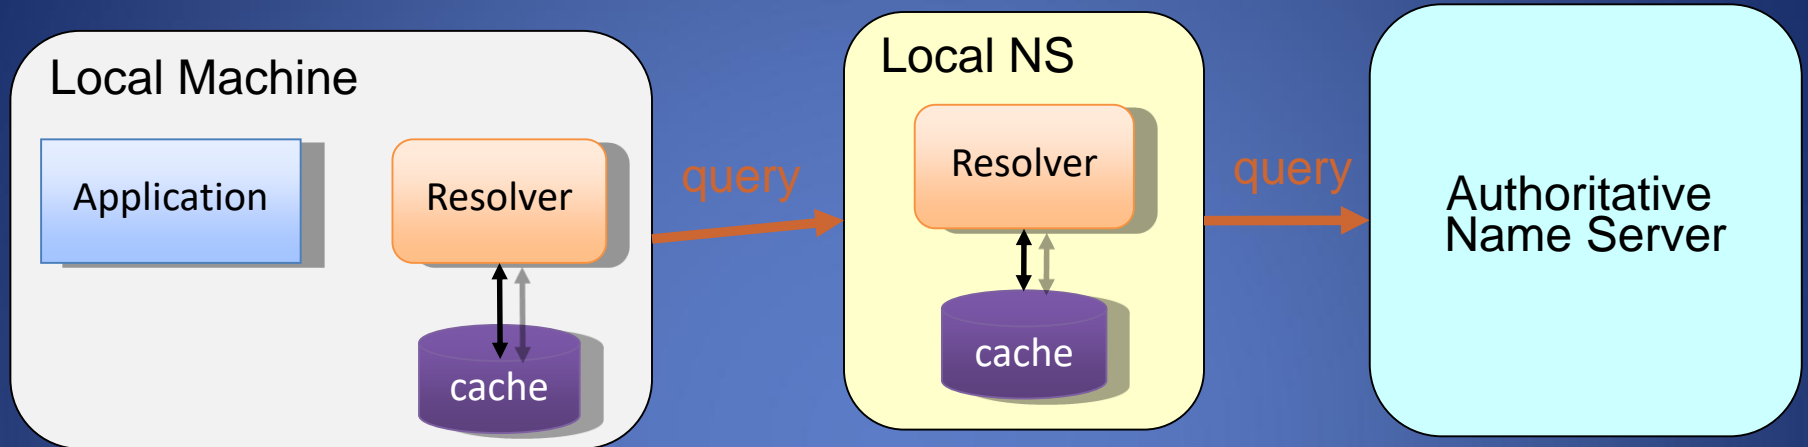 Local Machine
Application
Resolver
cache
query
Local NS
Resolver
cache
query
Authoritative
Name Server